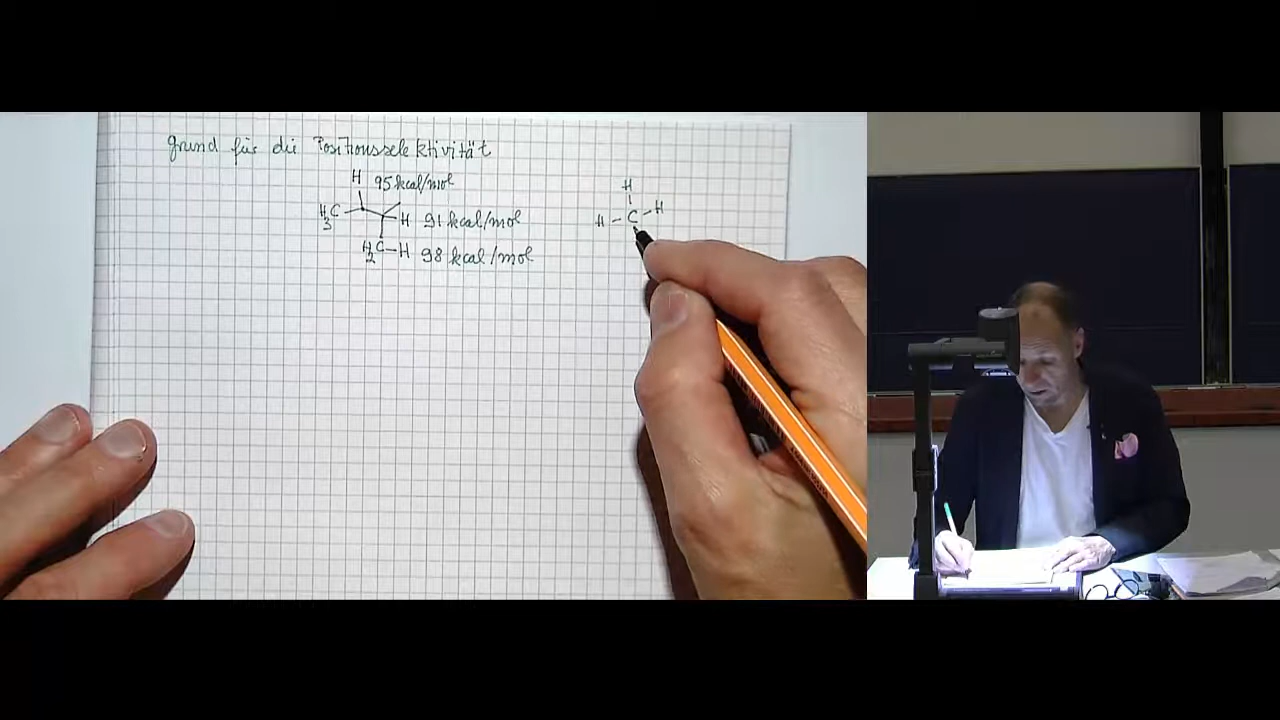 Grund für die Positionsselektivität
H 95 kcal/mol
H
H3C
H 91 kcal/mol
H - C - H
H2C - H 98 kcal/mol